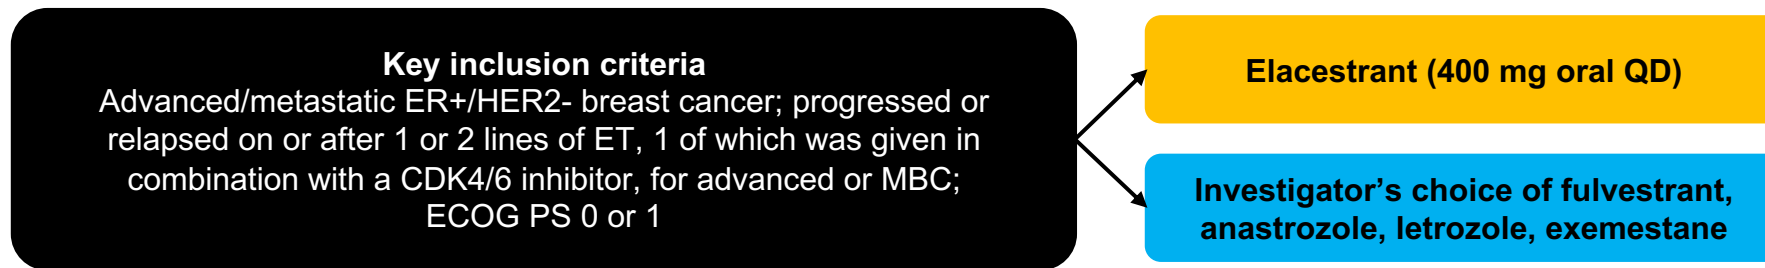 Key inclusion criteria
Advanced/metastatic ER+/HER2- breast cancer; progressed or
relapsed on or after 1 or 2 lines of ET, 1 of which was given in
combination with a CDK4/6 inhibitor, for advanced or MBC;
ECOG PS 0 or 1
Elacestrant (400 mg oral QD)
Investigator’s choice of fulvestrant,
anastrozole, letrozole, exemestane